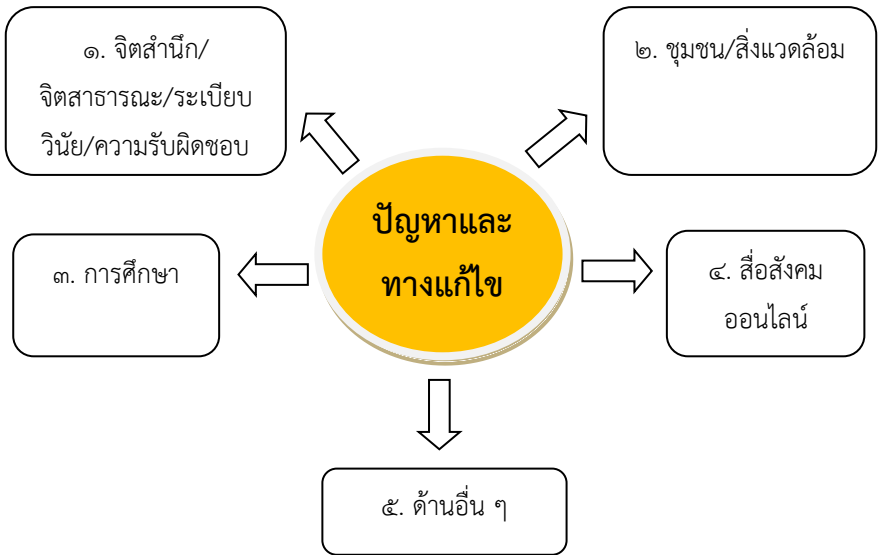 ๑. จิตสำนึก/
จิตสาธารณะ/ระเบียบ
วินัย/ความรับผิดชอบ
๒. ชุมชน/สิ่งแวดล้อม
ปัญหาและ
ทางแก้ไข
๓. การศึกษา
๔. สื่อสังคม
ออนไลน์
๕. ด้านอื่น ๆ